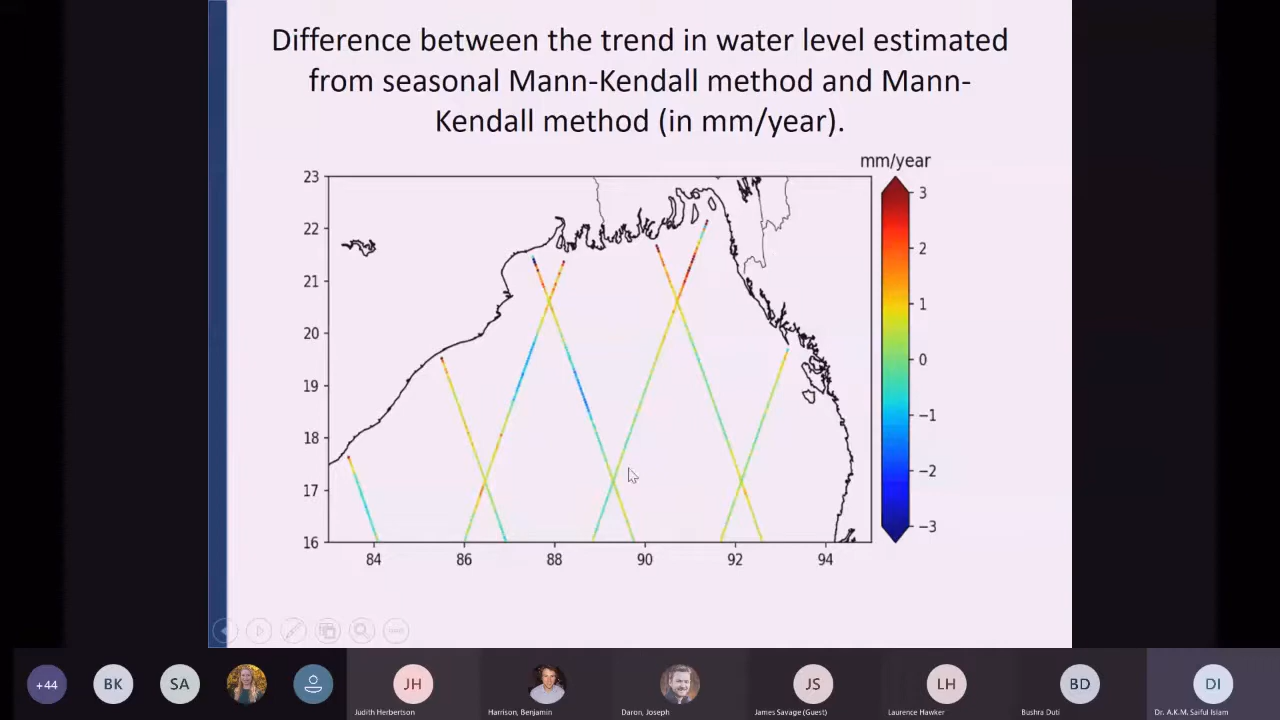 Difference between the trend in water level estimated
from seasonal Mann-Kendall method and Mann-
Kendall method (in mm/year).
mm/year
23
22
21
20
19
18
17
16
84
86
88
90
92
94
3
2
1
0
−1
−2
−3
+44
BK
SA
JH
JS
LH
BD
DI
Judith Herbertson
Harrison, Benjamin
Daron, Joseph
James Savage (Guest)
Laurence Hawker
Bushra Duti
Dr. A.K.M. Saiful Islam